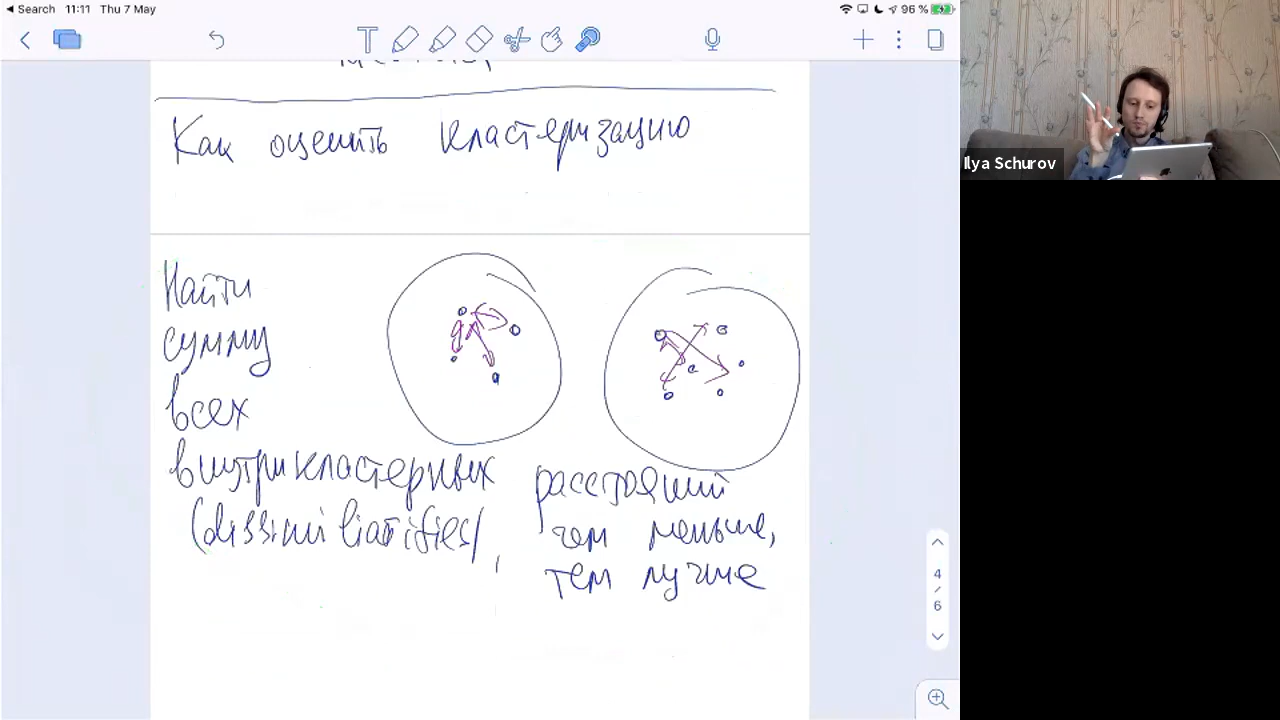 Search 11:11 Thu 7 May 96 %
T
Как оценить кластеризацию
Ilya Schurov
Найти
сумму
всех
внутрикластерных расстояний
(dissimiliarities), чем меньше,
тем лучше
4
/
6